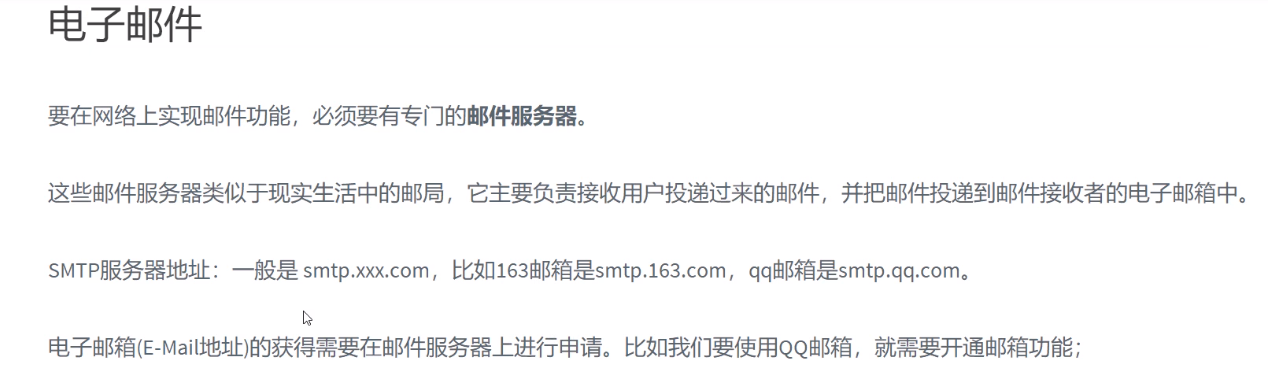 电子邮件
要在网络上实现邮件功能，必须要有专门的邮件服务器。
这些邮件服务器类似于现实生活中的邮局，它主要负责接收用户投递过来的邮件，并把邮件投递到邮件接收者的电子邮箱中。
SMTP服务器地址：一般是 smtp.xxx.com，比如163邮箱是smtp.163.com，qq邮箱是smtp.qq.com。
电子邮箱(E-Mail地址)的获得需要在邮件服务器上进行申请。比如我们要使用QQ邮箱，就需要开通邮箱功能；